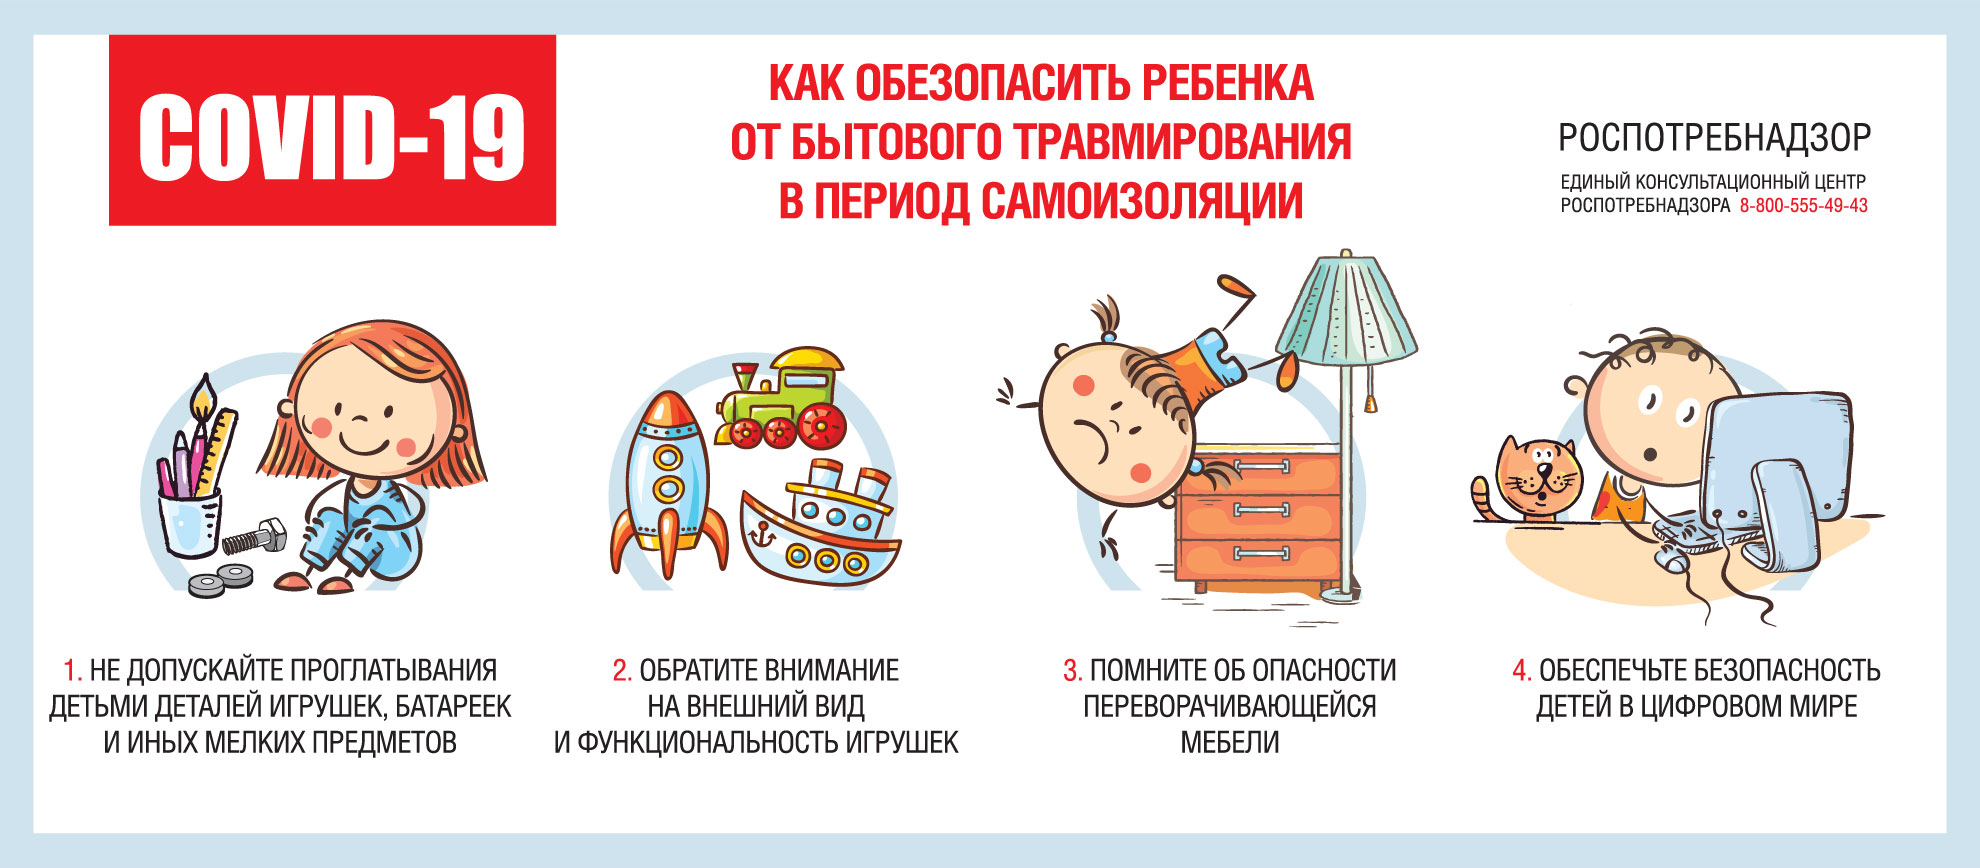 COVID-19
КАК ОБЕЗОПАСИТЬ РЕБЕНКА
ОТ БЫТОВОГО ТРАВМИРОВАНИЯ
В ПЕРИОД САМОИЗОЛЯЦИИ
РОСПОТРЕБНАДЗОР
ЕДИНЫЙ КОНСУЛЬТАЦИОННЫЙ ЦЕНТР
РОСПОТРЕБНАДЗОРА 8-800-555-49-43
1. НЕ ДОПУСКАЙТЕ ПРОГЛАТЫВАНИЯ
ДЕТЬМИ ДЕТАЛЕЙ ИГРУШЕК, БАТАРЕЕК
И ИНЫХ МЕЛКИХ ПРЕДМЕТОВ
2. ОБРАТИТЕ ВНИМАНИЕ
НА ВНЕШНИЙ ВИД
И ФУНКЦИОНАЛЬНОСТЬ ИГРУШЕК
3. ПОМНИТЕ ОБ ОПАСНОСТИ
ПЕРЕВОРАЧИВАЮЩЕЙСЯ
МЕБЕЛИ
4. ОБЕСПЕЧЬТЕ БЕЗОПАСНОСТЬ
ДЕТЕЙ В ЦИФРОВОМ МИРЕ